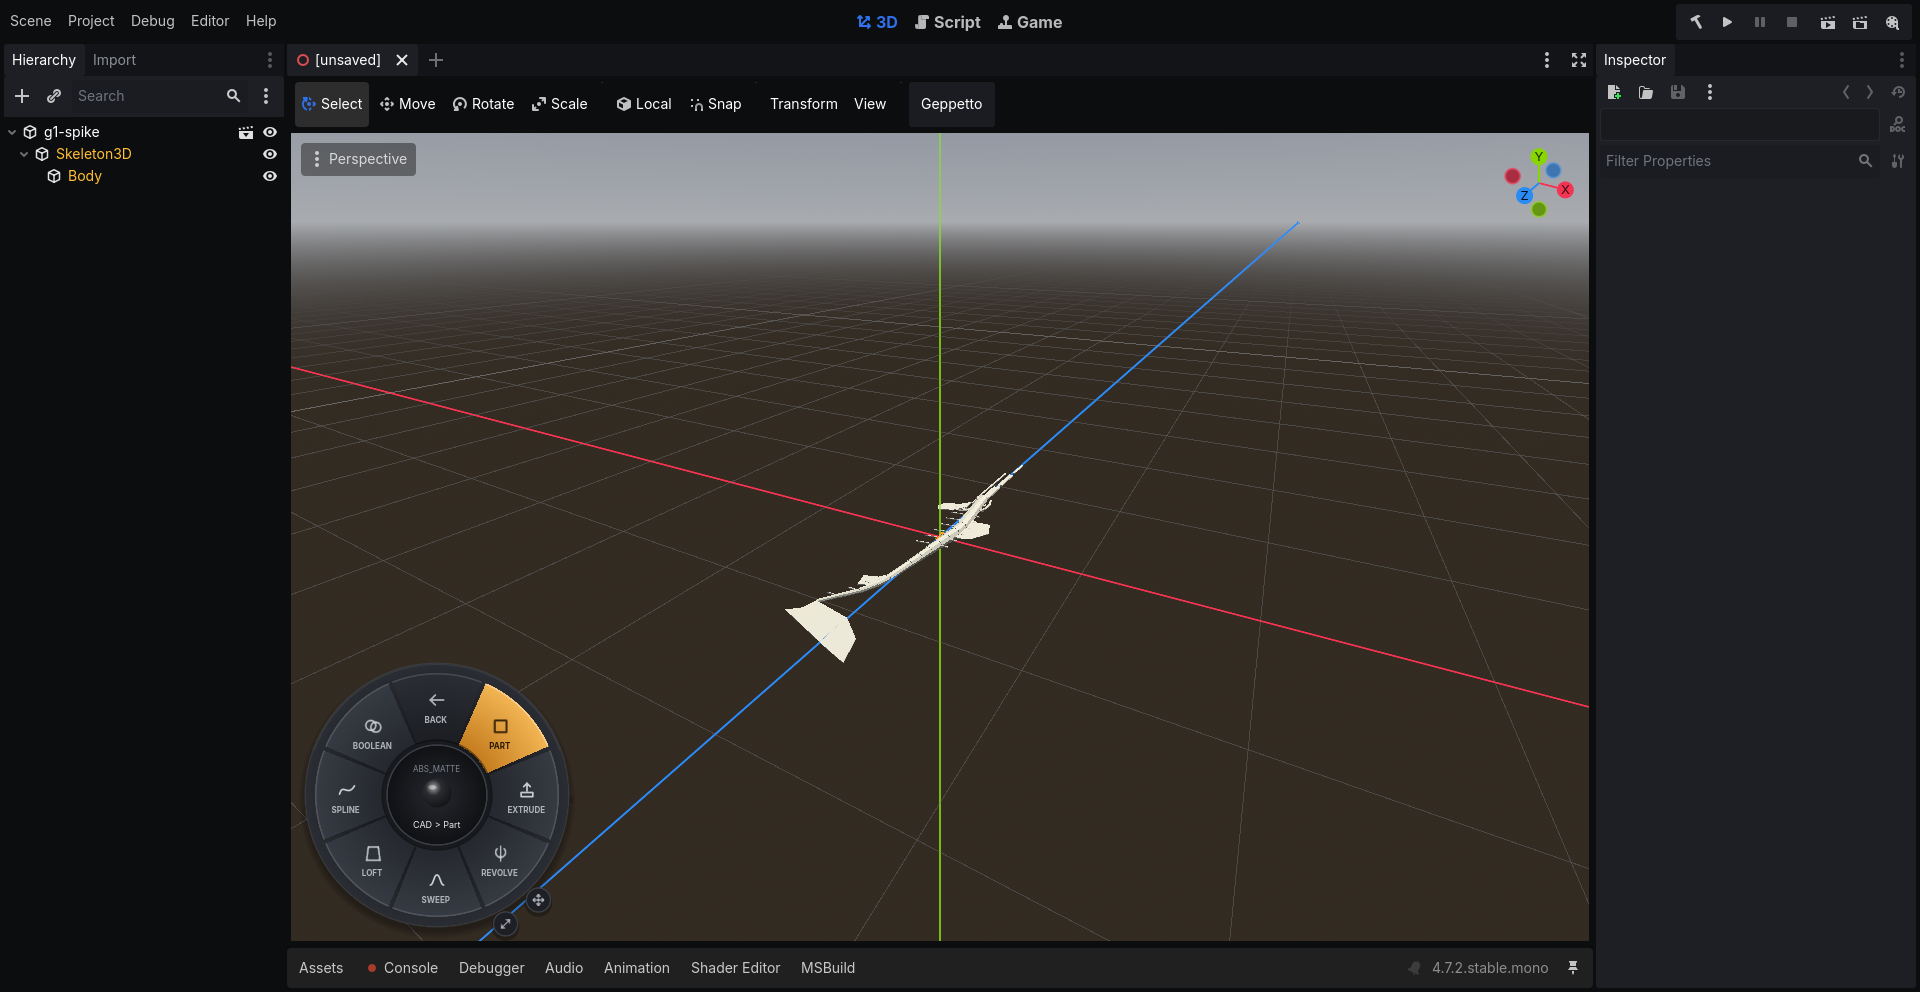 Scene Project Debug Editor Help
3D Script Game
Hierarchy Import
[unsaved]
Inspector
Search
Select Move Rotate Scale Local Snap Transform View Geppetto
DOC
g1-spike
Skeleton3D
Body
Perspective
Filter Properties
Y
X
Z
BACK
PART
BOOLEAN
ABS_MATTE
SPLINE
EXTRUDE
CAD > Part
LOFT
REVOLVE
SWEEP
Assets Console Debugger Audio Animation Shader Editor MSBuild 4.7.2.stable.mono